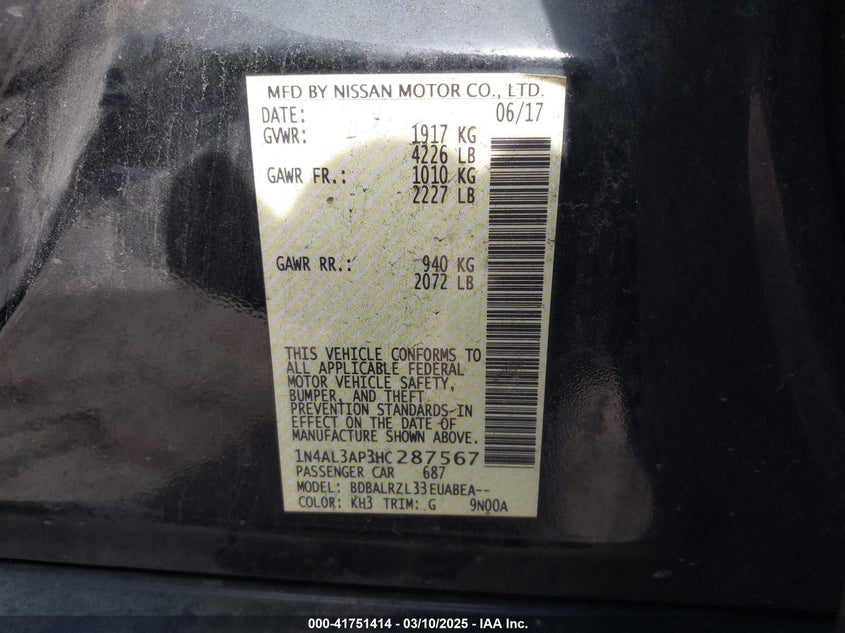 MFD BY NISSAN MOTOR CO., LTD.
DATE: 06/17
GVWR: 1917 KG
4226 LB
GAWR FR.: 1010 KG
2227 LB
GAWR RR.: 940 KG
2072 LB
THIS VEHICLE CONFORMS TO
ALL APPLICABLE FEDERAL
MOTOR VEHICLE SAFETY,
BUMPER, AND THEFT
PREVENTION STANDARDS IN
EFFECT ON THE DATE OF
MANUFACTURE SHOWN ABOVE.
1N4AL3AP3HC287567
PASSENGER CAR 687
MODEL: BDBALRZL33EUABEA--
COLOR: KH3 TRIM: G 9N00A
000-41751414 - 03/10/2025 - IAA Inc.